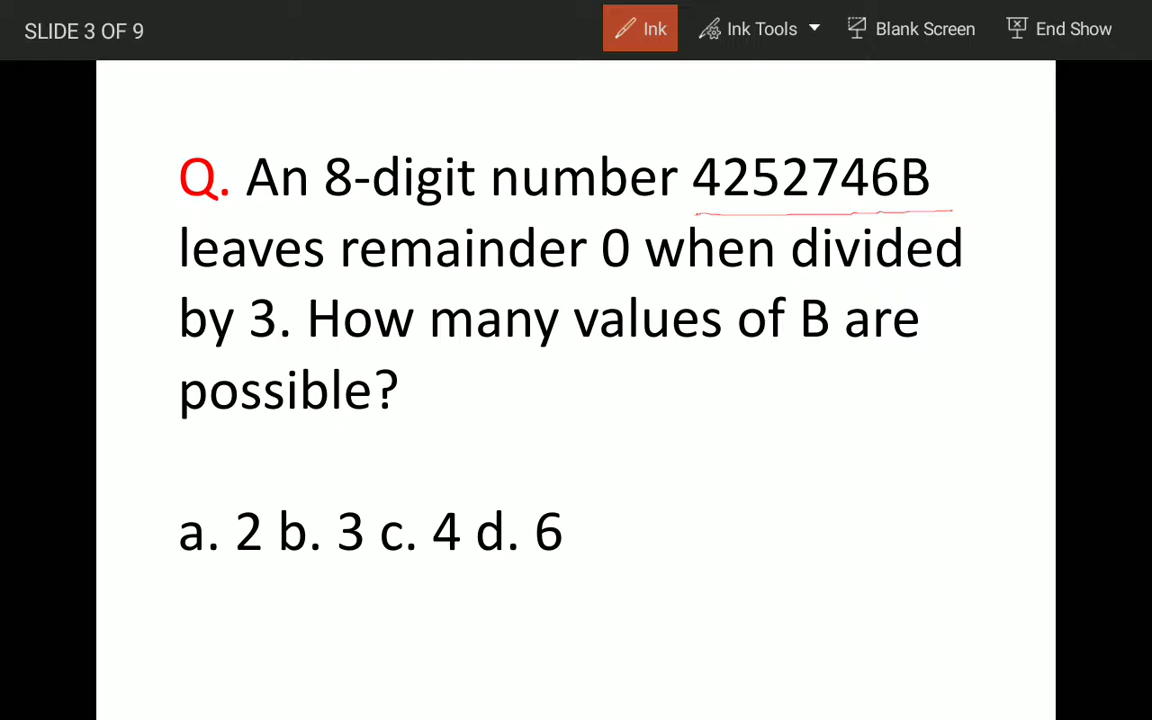 SLIDE 3 OF 9 Ink Ink Tools Blank Screen End Show
Q. An 8-digit number 4252746B
leaves remainder 0 when divided
by 3. How many values of B are
possible?
a. 2 b. 3 c. 4 d. 6